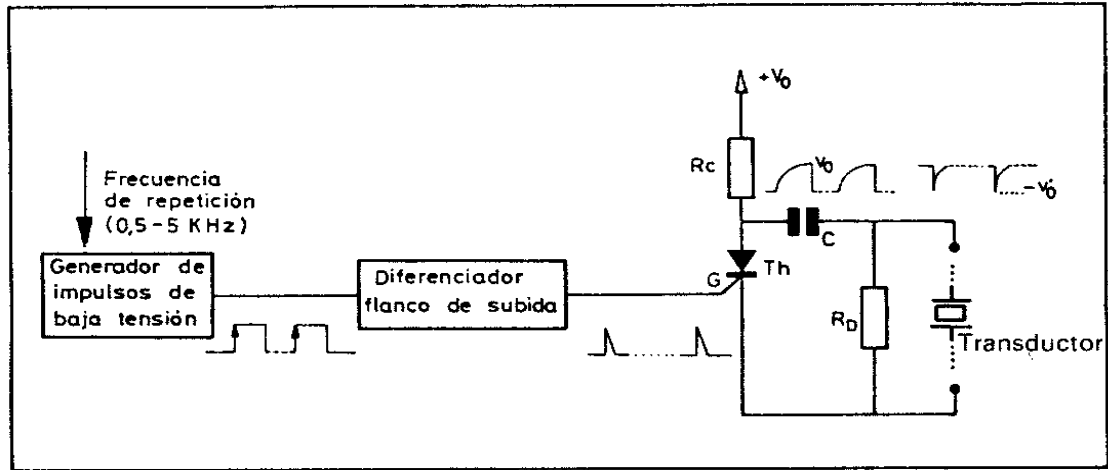 Frecuencia
de repetición
(0,5-5 KHz)
Generador de
impulsos de
baja tensión
Diferenciador
flanco de subida
+V0
Rc
V0
-V'0
C
G
Th
RD
Transductor